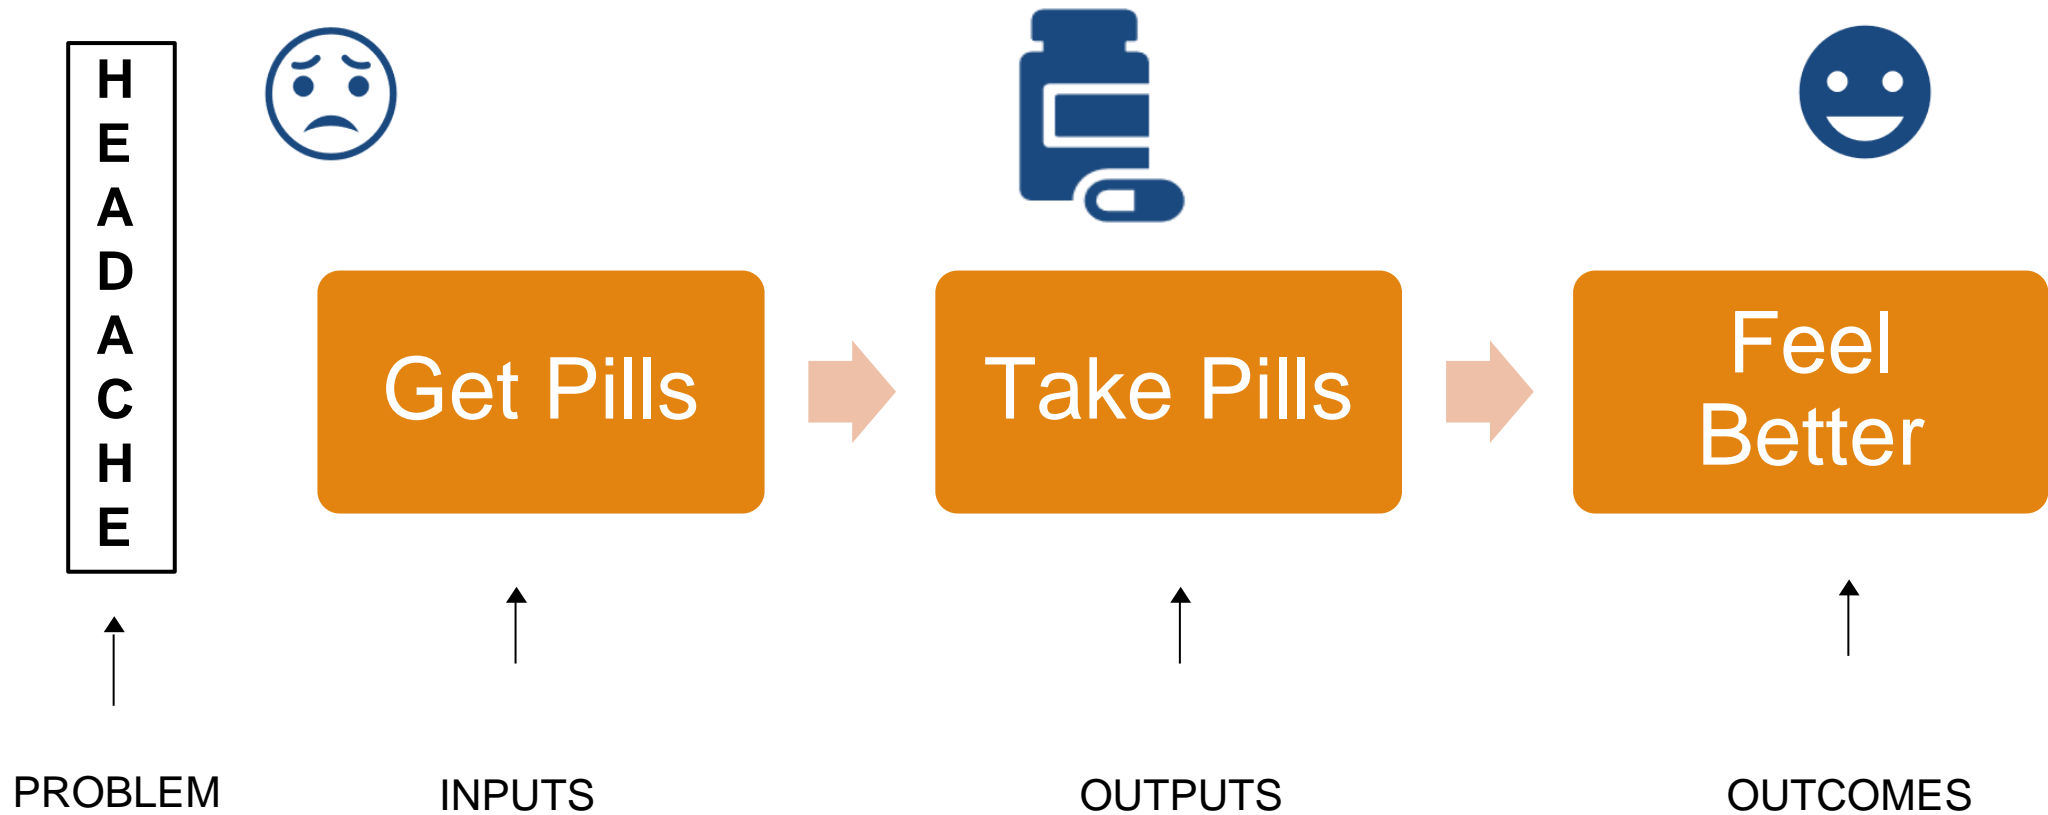 H
E
A
D
A
C
H
E
Get Pills
Take Pills
Feel
Better
PROBLEM
INPUTS
OUTPUTS
OUTCOMES